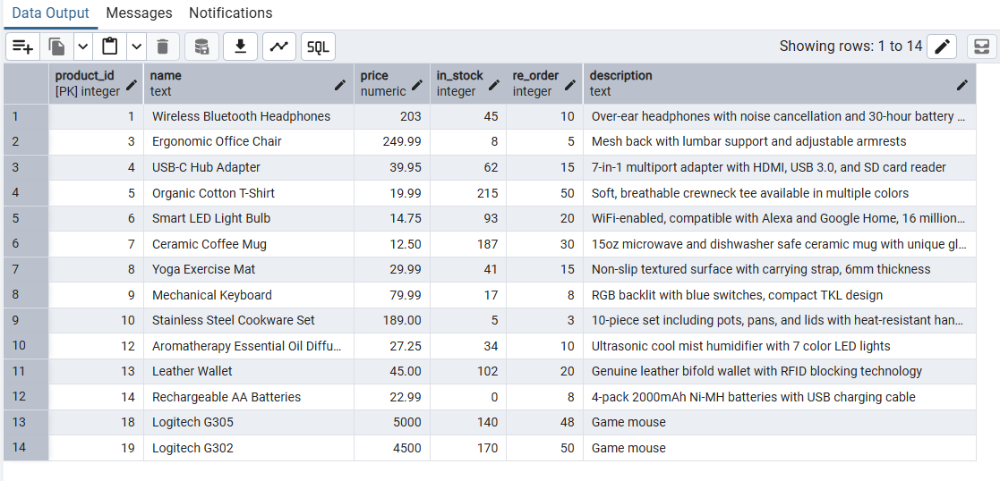 Data Output Messages Notifications
SQL Showing rows: 1 to 14
product_id name price in_stock re_order description
[PK] integer text numeric integer integer text
1 1 Wireless Bluetooth Headphones 203 45 10 Over-ear headphones with noise cancellation and 30-hour battery ...
2 3 Ergonomic Office Chair 249.99 8 5 Mesh back with lumbar support and adjustable armrests
3 4 USB-C Hub Adapter 39.95 62 15 7-in-1 multiport adapter with HDMI, USB 3.0, and SD card reader
4 5 Organic Cotton T-Shirt 19.99 215 50 Soft, breathable crewneck tee available in multiple colors
5 6 Smart LED Light Bulb 14.75 93 20 WiFi-enabled, compatible with Alexa and Google Home, 16 million...
6 7 Ceramic Coffee Mug 12.50 187 30 15oz microwave and dishwasher safe ceramic mug with unique gl...
7 8 Yoga Exercise Mat 29.99 41 15 Non-slip textured surface with carrying strap, 6mm thickness
8 9 Mechanical Keyboard 79.99 17 8 RGB backlit with blue switches, compact TKL design
9 10 Stainless Steel Cookware Set 189.00 5 3 10-piece set including pots, pans, and lids with heat-resistant han...
10 12 Aromatherapy Essential Oil Diffu... 27.25 34 10 Ultrasonic cool mist humidifier with 7 color LED lights
11 13 Leather Wallet 45.00 102 20 Genuine leather bifold wallet with RFID blocking technology
12 14 Rechargeable AA Batteries 22.99 0 8 4-pack 2000mAh Ni-MH batteries with USB charging cable
13 18 Logitech G305 5000 140 48 Game mouse
14 19 Logitech G302 4500 170 50 Game mouse